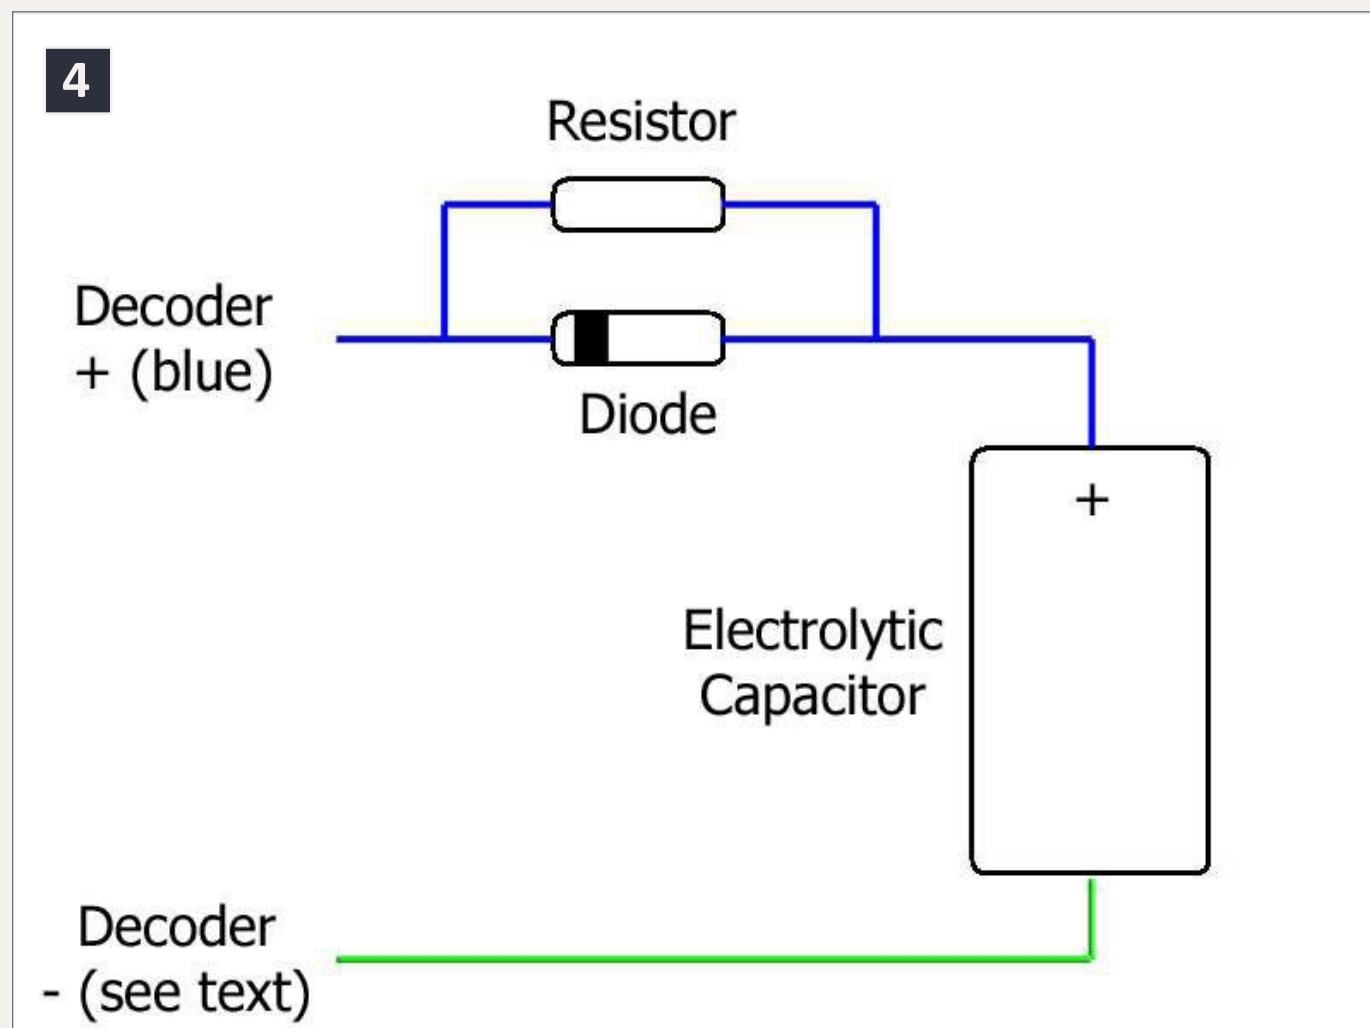 4
Resistor
Decoder
+ (blue)
Diode
+
Electrolytic
Capacitor
Decoder
- (see text)